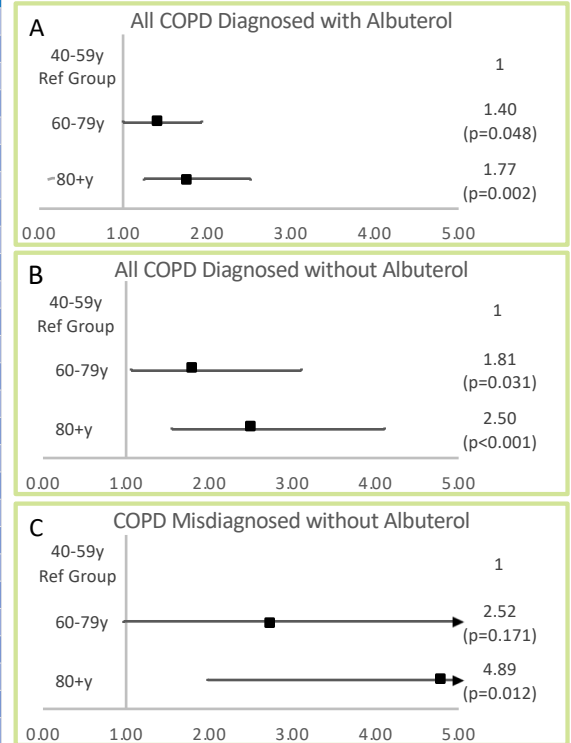 A
All COPD Diagnosed with Albuterol
40-59y
Ref Group
1
60-79y
1.40
(p=0.048)
80+y
1.77
(p=0.002)
0.00 1.00 2.00 3.00 4.00 5.00
B
All COPD Diagnosed without Albuterol
40-59y
Ref Group
1
60-79y
1.81
(p=0.031)
80+y
2.50
(p<0.001)
0.00 1.00 2.00 3.00 4.00 5.00
C
COPD Misdiagnosed without Albuterol
40-59y
Ref Group
1
60-79y
2.52
(p=0.171)
80+y
4.89
(p=0.012)
0.00 1.00 2.00 3.00 4.00 5.00